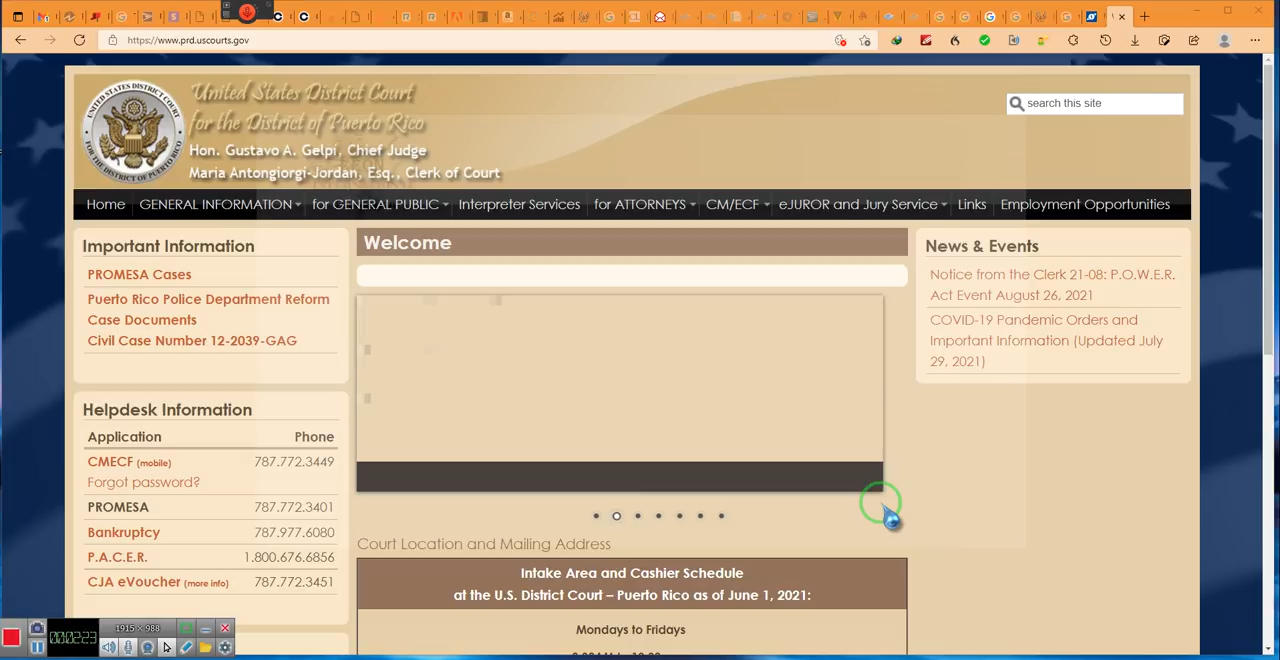 https://www.prd.uscourts.gov
United States District Court
for the District of Puerto Rico
Hon. Gustavo A. Gelpí, Chief Judge
Maria Antongiorgi-Jordan, Esq., Clerk of Court
search this site
Home GENERAL INFORMATION for GENERAL PUBLIC Interpreter Services for ATTORNEYS CM/ECF eJUROR and Jury Service Links Employment Opportunities
Important Information
PROMESA Cases
Puerto Rico Police Department Reform
Case Documents
Civil Case Number 12-2039-GAG
Helpdesk Information
Application Phone
CMECF (mobile) 787.772.3449
Forgot password?
PROMESA 787.772.3401
Bankruptcy 787.977.6080
P.A.C.E.R. 1.800.676.6856
CJA eVoucher (more info) 787.772.3451
Welcome
Court Location and Mailing Address
Intake Area and Cashier Schedule
at the U.S. District Court – Puerto Rico as of June 1, 2021:
Mondays to Fridays
News & Events
Notice from the Clerk 21-08: P.O.W.E.R.
Act Event August 26, 2021
COVID-19 Pandemic Orders and
Important Information (Updated July
29, 2021)
1915 × 988
00:02:23